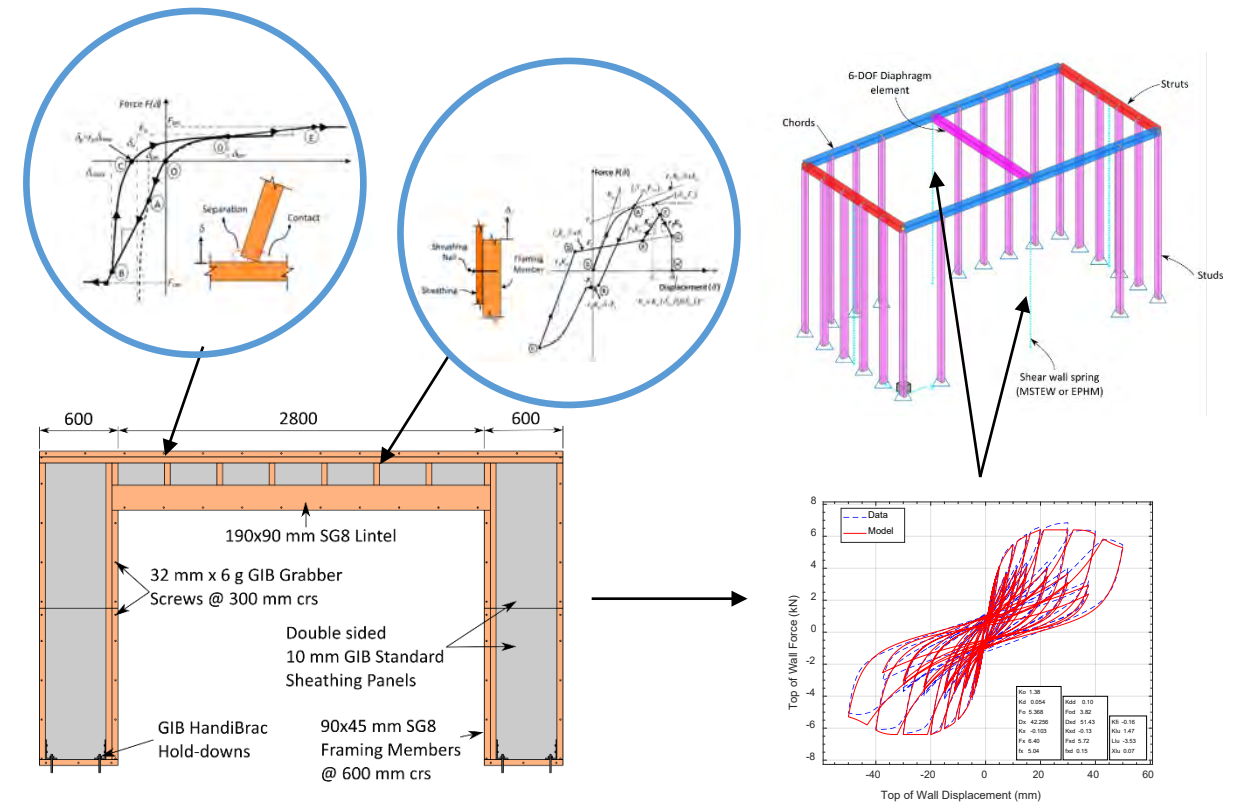 Force F(δ)
Separation
Contact
δ
A
B
C
O
E
Sheathing
Nail
Sheathing
Framing
Member
Force F(δ)
Displacement (δ)
6-DOF Diaphragm
element
Struts
Chords
Studs
Shear wall spring
(MSTEW or EPHM)
600
2800
600
190x90 mm SG8 Lintel
32 mm x 6 g GIB Grabber
Screws @ 300 mm crs
Double sided
10 mm GIB Standard
Sheathing Panels
GIB HandiBrac
Hold-downs
90x45 mm SG8
Framing Members
@ 600 mm crs
Data
Model
8
6
4
2
0
-2
-4
-6
-8
Top of Wall Force (kN)
-40
-20
0
20
40
60
Top of Wall Displacement (mm)
Ko 1.38
Kd 0.054
Fo 5.368
Dx 42.256
Kx -0.103
Fx 6.40
fx 5.04
Kdd 0.10
Fod 3.82
Dxd 51.43
Kxd -0.13
Fxd 5.72
fxd 0.15
Kfi -0.16
Klu 1.47
Llu -3.53
Xlu 0.07